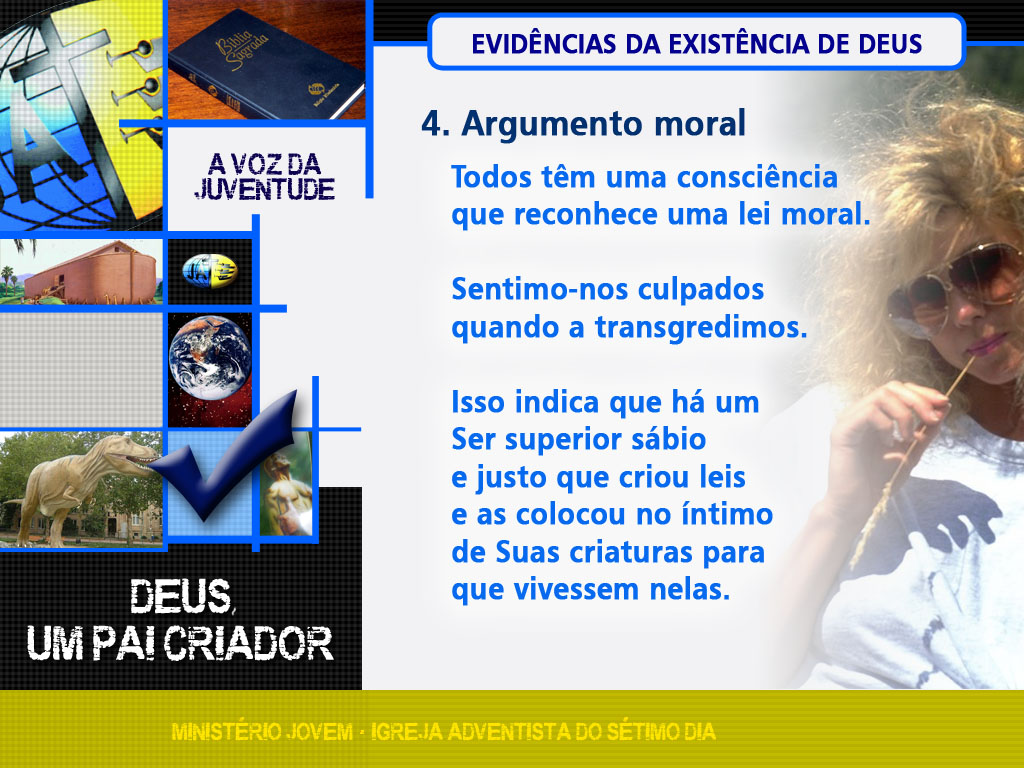 EVIDÊNCIAS DA EXISTÊNCIA DE DEUS
Bíblia
Sagrada
A VOZ DA
JUVENTUDE
4. Argumento moral
Todos têm uma consciência
que reconhece uma lei moral.
Sentimo-nos culpados
quando a transgredimos.
Isso indica que há um
Ser superior sábio
e justo que criou leis
e as colocou no íntimo
de Suas criaturas para
que vivessem nelas.
DEUS,
UM PAI CRIADOR
MINISTÉRIO JOVEM - IGREJA ADVENTISTA DO SÉTIMO DIA